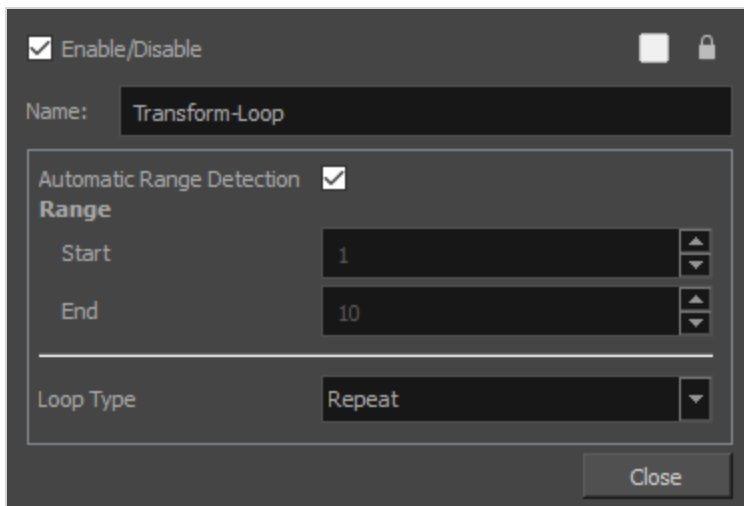 Enable/Disable
Name: Transform-Loop
Automatic Range Detection
Range
Start 1
End 10
Loop Type Repeat
Close